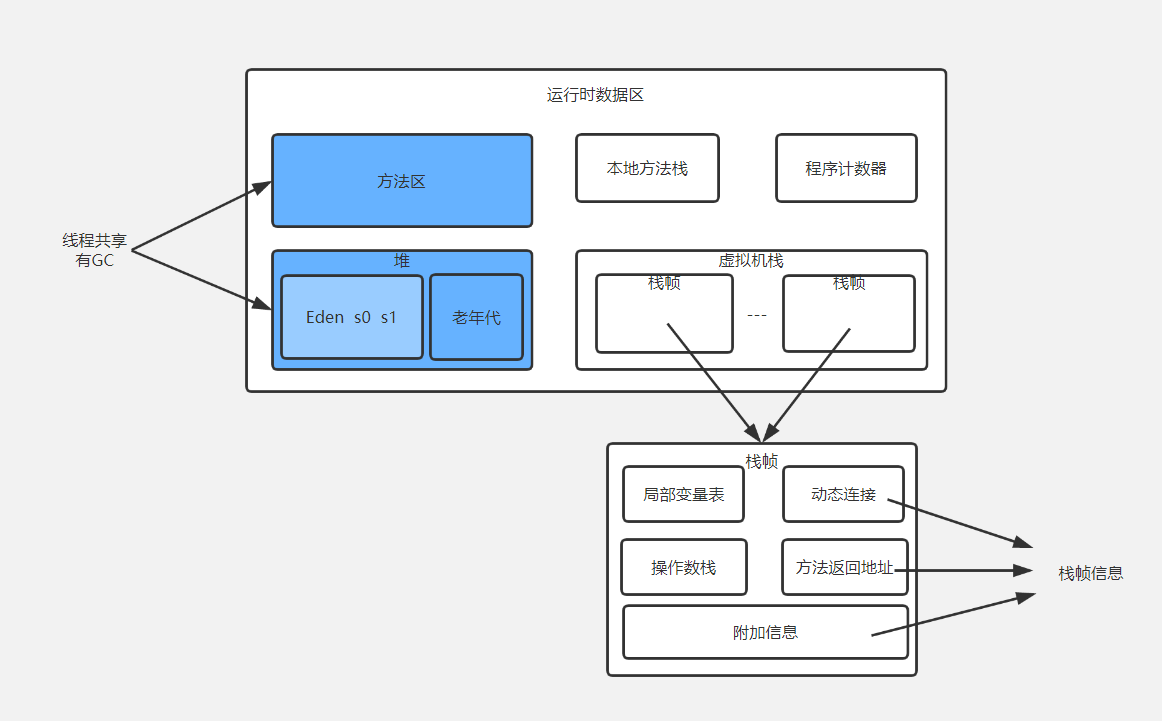 运行时数据区
方法区
本地方法栈
程序计数器
线程共享
有GC
堆
Eden s0 s1
老年代
虚拟机栈
栈帧
---
栈帧
栈帧
局部变量表
动态连接
操作数栈
方法返回地址
附加信息
栈帧信息